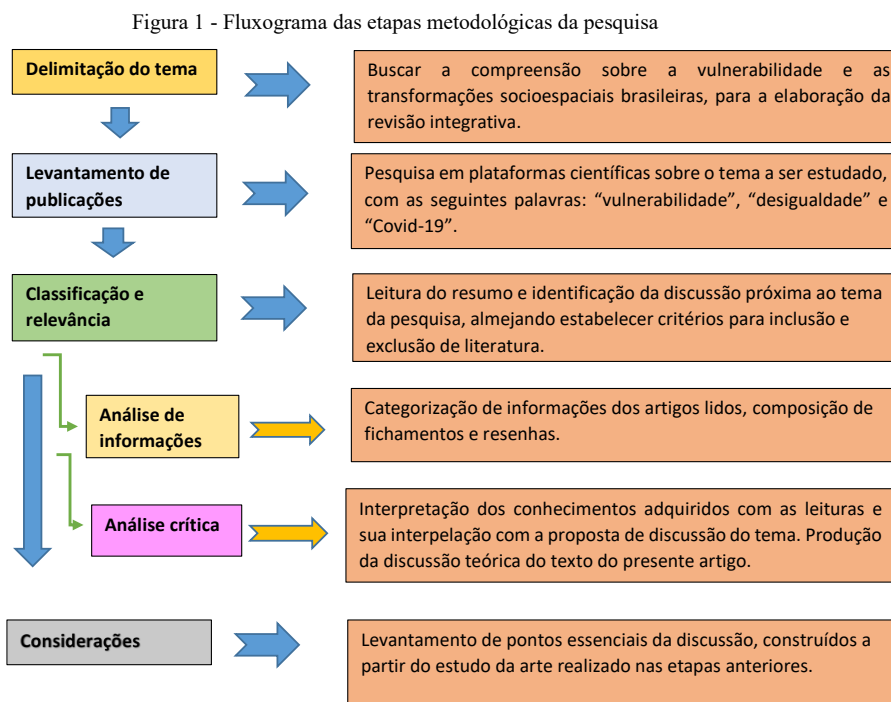 Figura 1 - Fluxograma das etapas metodológicas da pesquisa
Delimitação do tema
Buscar a compreensão sobre a vulnerabilidade e as
transformações socioespaciais brasileiras, para a elaboração da
revisão integrativa.
Levantamento de
publicações
Pesquisa em plataformas científicas sobre o tema a ser estudado,
com as seguintes palavras: “vulnerabilidade”, “desigualdade” e
“Covid-19”.
Classificação e
relevância
Leitura do resumo e identificação da discussão próxima ao tema
da pesquisa, almejando estabelecer critérios para inclusão e
exclusão de literatura.
Análise de
informações
Categorização de informações dos artigos lidos, composição de
fichamentos e resenhas.
Análise crítica
Interpretação dos conhecimentos adquiridos com as leituras e
sua interpelação com a proposta de discussão do tema. Produção
da discussão teórica do texto do presente artigo.
Considerações
Levantamento de pontos essenciais da discussão, construídos a
partir do estudo da arte realizado nas etapas anteriores.